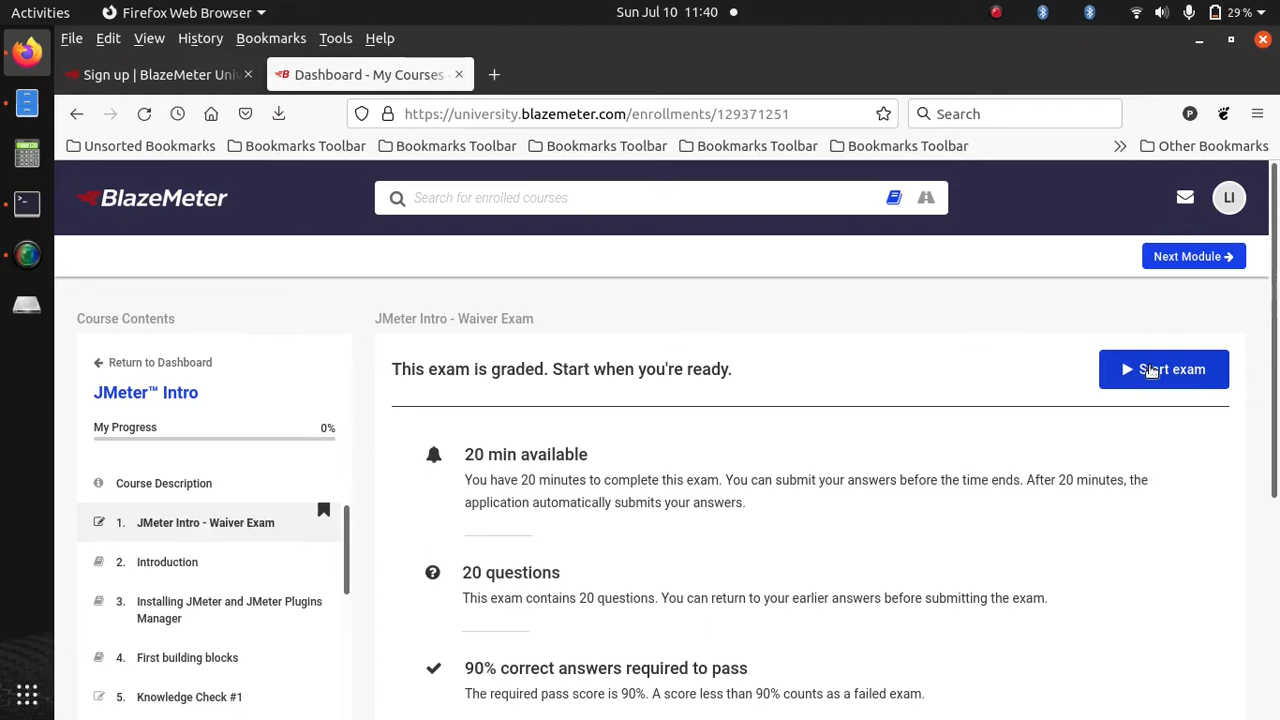 Activities
Firefox Web Browser
Sun Jul 10 11:40
29 %
File Edit View History Bookmarks Tools Help
Sign up | BlazeMeter Univ
Dashboard - My Courses -
https://university.blazemeter.com/enrollments/129371251
Search
P
Unsorted Bookmarks
Bookmarks Toolbar
Bookmarks Toolbar
Bookmarks Toolbar
Bookmarks Toolbar
Bookmarks Toolbar
Other Bookmarks
BlazeMeter
Search for enrolled courses
LI
Next Module
Course Contents
Return to Dashboard
JMeter™ Intro
My Progress 0%
Course Description
1. JMeter Intro - Waiver Exam
2. Introduction
3. Installing JMeter and JMeter Plugins
Manager
4. First building blocks
5. Knowledge Check #1
JMeter Intro - Waiver Exam
This exam is graded. Start when you're ready.
Start exam
20 min available
You have 20 minutes to complete this exam. You can submit your answers before the time ends. After 20 minutes, the
application automatically submits your answers.
20 questions
This exam contains 20 questions. You can return to your earlier answers before submitting the exam.
90% correct answers required to pass
The required pass score is 90%. A score less than 90% counts as a failed exam.